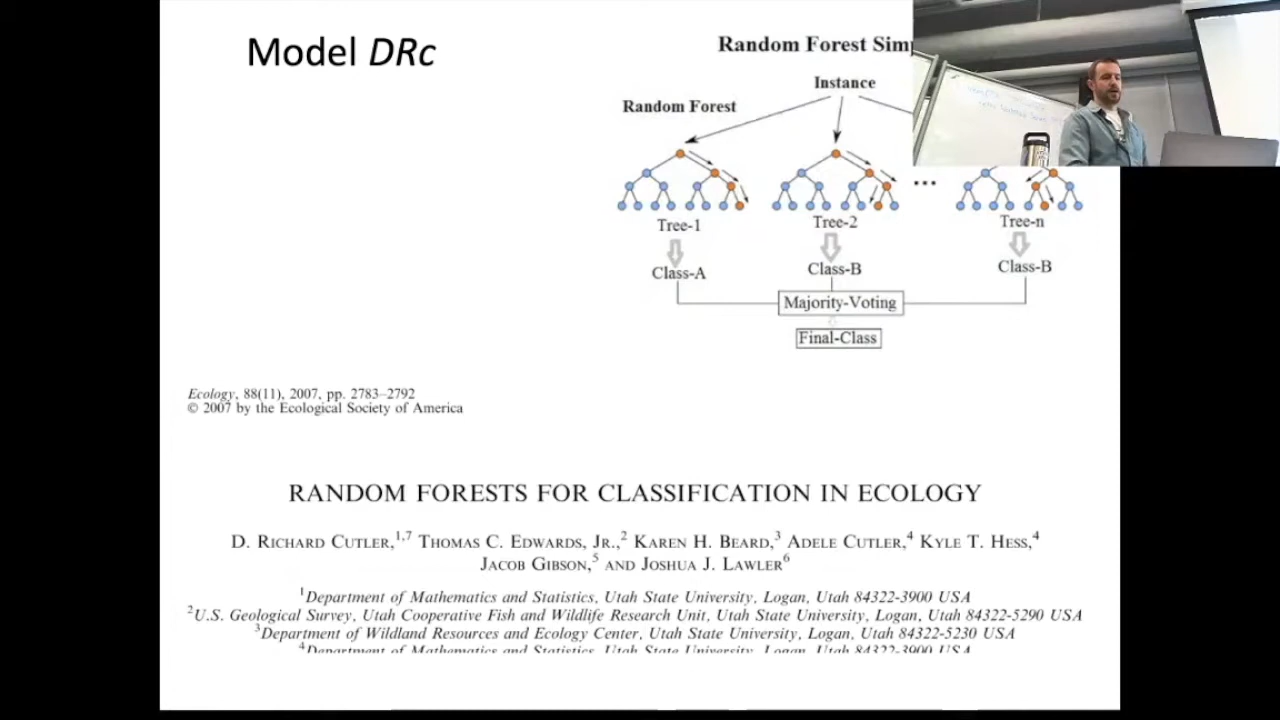 Model DRc
Random Forest Sim
Instance
Random Forest
...
Tree-1
Tree-2
Tree-n
Class-A
Class-B
Class-B
Majority-Voting
Final-Class
Ecology, 88(11), 2007, pp. 2783–2792
© 2007 by the Ecological Society of America
RANDOM FORESTS FOR CLASSIFICATION IN ECOLOGY
D. RICHARD CUTLER,1,7 THOMAS C. EDWARDS, JR.,2 KAREN H. BEARD,3 ADELE CUTLER,4 KYLE T. HESS,4
JACOB GIBSON,5 AND JOSHUA J. LAWLER6
1Department of Mathematics and Statistics, Utah State University, Logan, Utah 84322-3900 USA
2U.S. Geological Survey, Utah Cooperative Fish and Wildlife Research Unit, Utah State University, Logan, Utah 84322-5290 USA
3Department of Wildland Resources and Ecology Center, Utah State University, Logan, Utah 84322-5230 USA
4Department of Mathematics and Statistics, Utah State University, Logan, Utah 84322-3900 USA